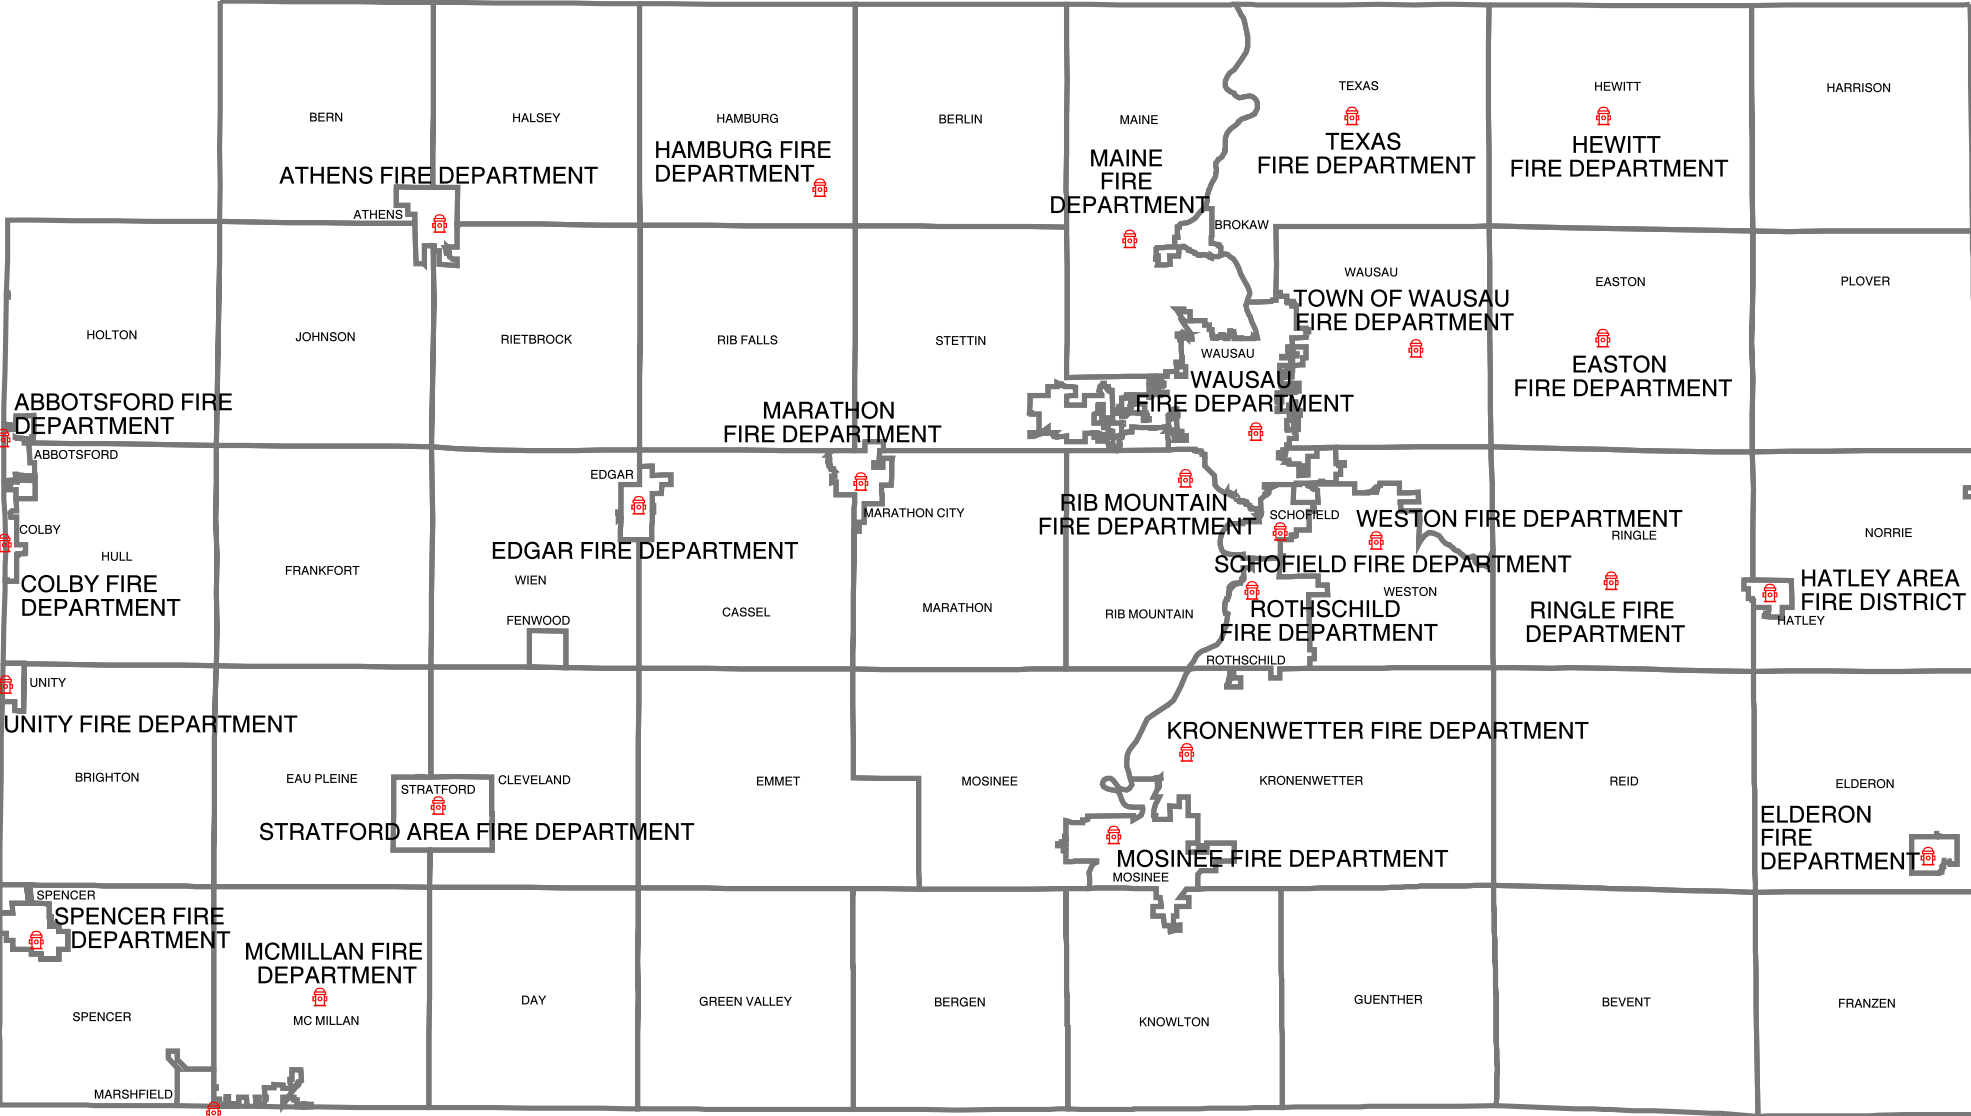 TEXAS
HEWITT
HARRISON
BERN
HALSEY
HAMBURG
BERLIN
MAINE
TEXAS
FIRE DEPARTMENT
HEWITT
FIRE DEPARTMENT
HAMBURG FIRE
DEPARTMENT
MAINE
FIRE
DEPARTMENT
ATHENS FIRE DEPARTMENT
ATHENS
BROKAW
WAUSAU
EASTON
PLOVER
TOWN OF WAUSAU
FIRE DEPARTMENT
HOLTON
JOHNSON
RIETBROCK
RIB FALLS
STETTIN
WAUSAU
WAUSAU
FIRE DEPARTMENT
EASTON
FIRE DEPARTMENT
ABBOTSFORD FIRE
DEPARTMENT
MARATHON
FIRE DEPARTMENT
ABBOTSFORD
EDGAR
MARATHON CITY
RIB MOUNTAIN
FIRE DEPARTMENT
SCHOFIELD
WESTON FIRE DEPARTMENT
RINGLE
NORRIE
COLBY
HULL
EDGAR FIRE DEPARTMENT
SCHOFIELD FIRE DEPARTMENT
FRANKFORT
WIEN
COLBY FIRE
DEPARTMENT
HATLEY AREA
FIRE DISTRICT
WESTON
CASSEL
MARATHON
RIB MOUNTAIN
ROTHSCHILD
FIRE DEPARTMENT
RINGLE FIRE
DEPARTMENT
HATLEY
FENWOOD
ROTHSCHILD
UNITY
UNITY FIRE DEPARTMENT
KRONENWETTER FIRE DEPARTMENT
BRIGHTON
EAU PLEINE
CLEVELAND
EMMET
MOSINEE
KRONENWETTER
REID
ELDERON
STRATFORD
STRATFORD AREA FIRE DEPARTMENT
ELDERON
FIRE
DEPARTMENT
MOSINEE FIRE DEPARTMENT
MOSINEE
SPENCER
SPENCER FIRE
DEPARTMENT
MCMILLAN FIRE
DEPARTMENT
SPENCER
MC MILLAN
DAY
GREEN VALLEY
BERGEN
KNOWLTON
GUENTHER
BEVENT
FRANZEN
MARSHFIELD